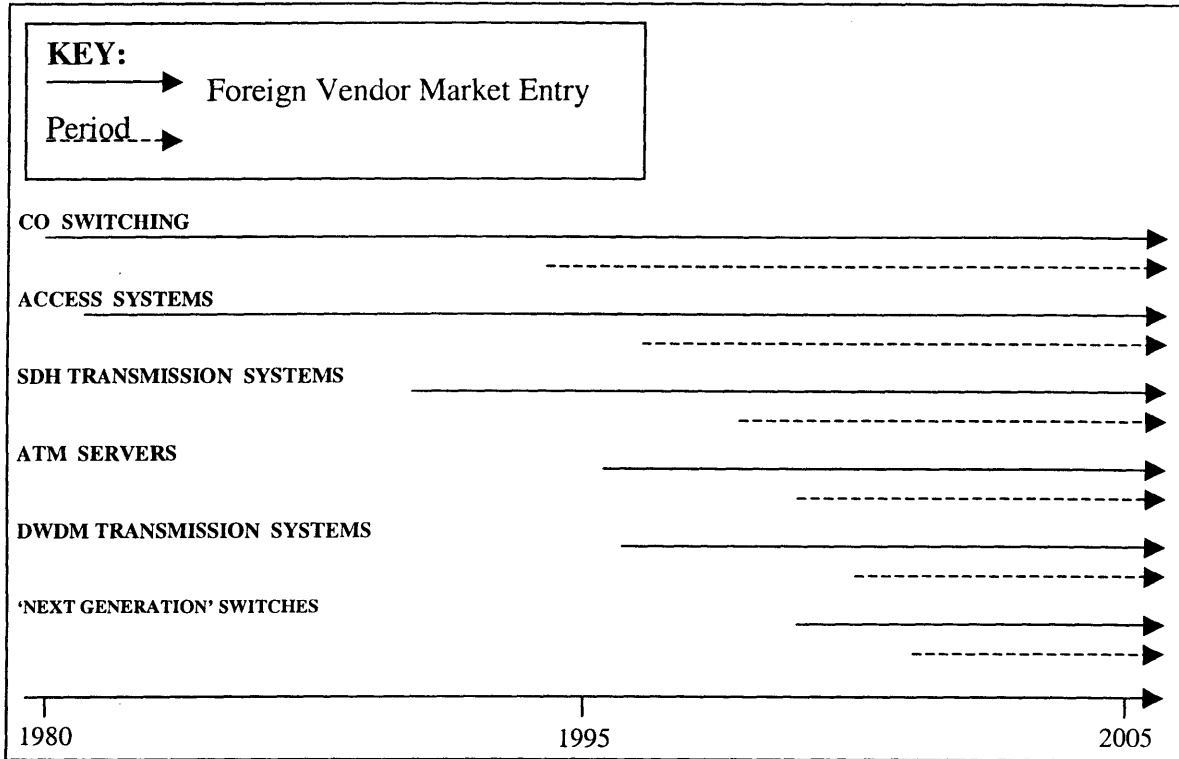 KEY:
Foreign Vendor Market Entry
Period
CO SWITCHING
ACCESS SYSTEMS
SDH TRANSMISSION SYSTEMS
ATM SERVERS
DWDM TRANSMISSION SYSTEMS
‘NEXT GENERATION’ SWITCHES
1980 1995 2005